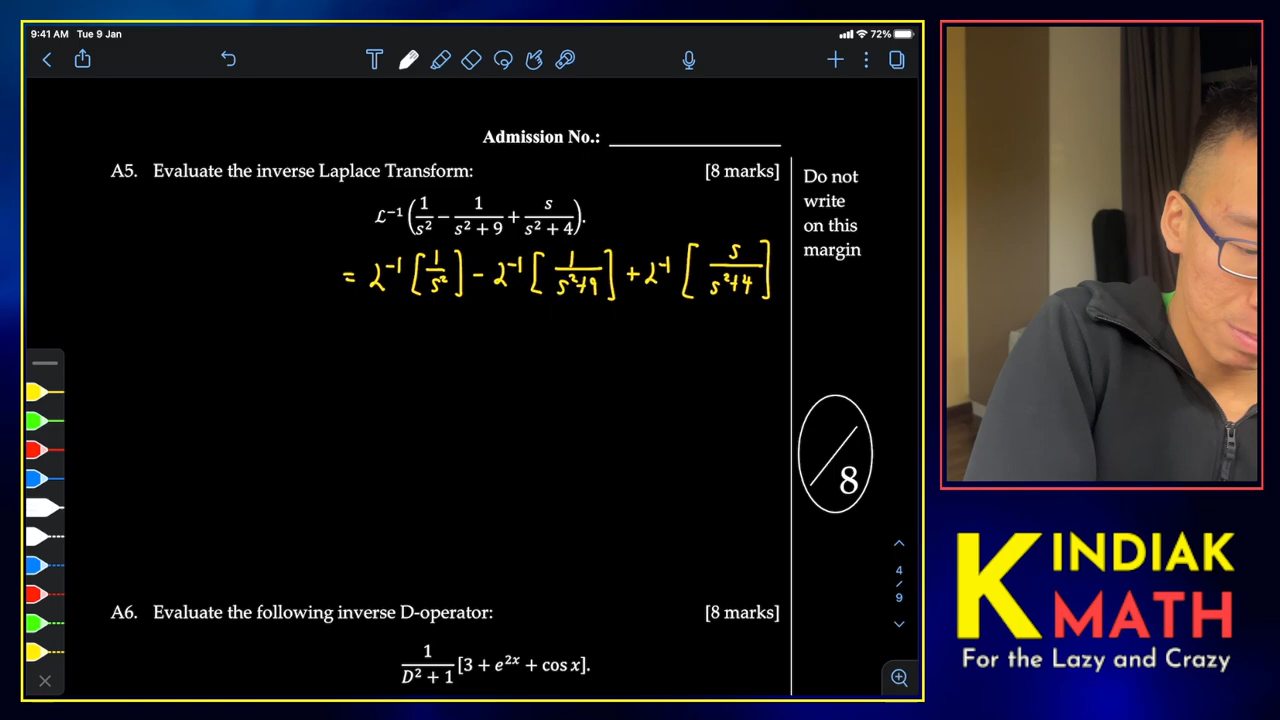 9:41 AM Tue 9 Jan 72%
Admission No.: ____________
A5. Evaluate the inverse Laplace Transform: [8 marks]
ℒ⁻¹(1/s² − 1/(s² + 9) + s/(s² + 4)).
= ℒ⁻¹[1/s²] − ℒ⁻¹[1/(s²+9)] + ℒ⁻¹[s/(s²+4)]
Do not
write
on this
margin
/8
4
/
9
A6. Evaluate the following inverse D-operator: [8 marks]
1/(D² + 1) [3 + e²ˣ + cos x].
KINDIAK
MATH
For the Lazy and Crazy